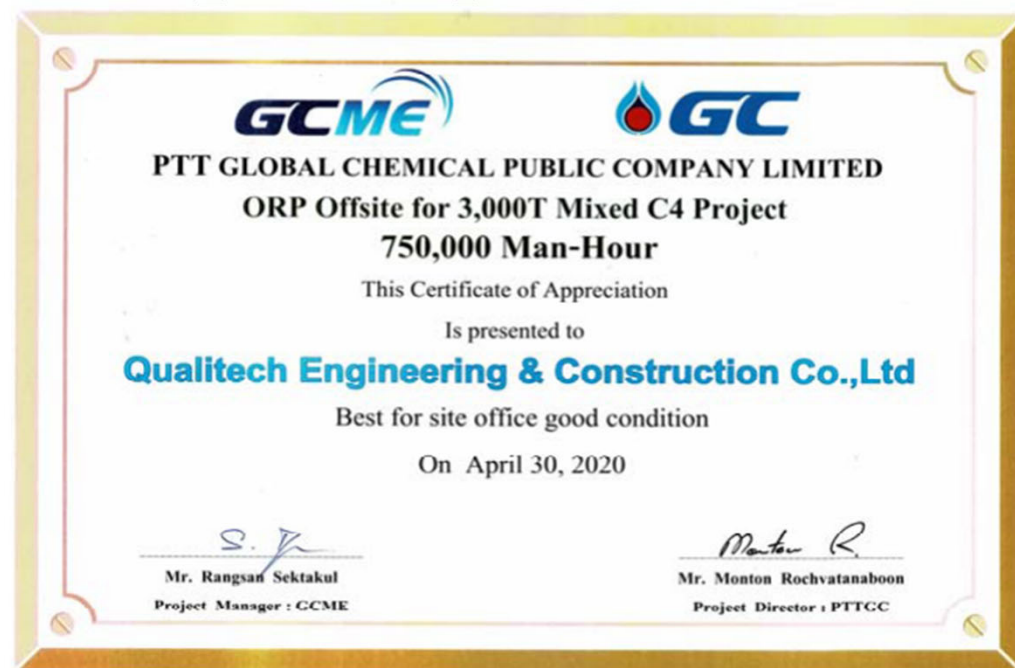 GCME GC
PTT GLOBAL CHEMICAL PUBLIC COMPANY LIMITED
ORP Offsite for 3,000T Mixed C4 Project
750,000 Man-Hour
This Certificate of Appreciation
Is presented to
Qualitech Engineering & Construction Co.,Ltd
Best for site office good condition
On April 30, 2020
Monton R.
Mr. Rangsan Sektakul
Mr. Monton Rochvatanaboon
Project Manager : GCME
Project Director : PTTGC